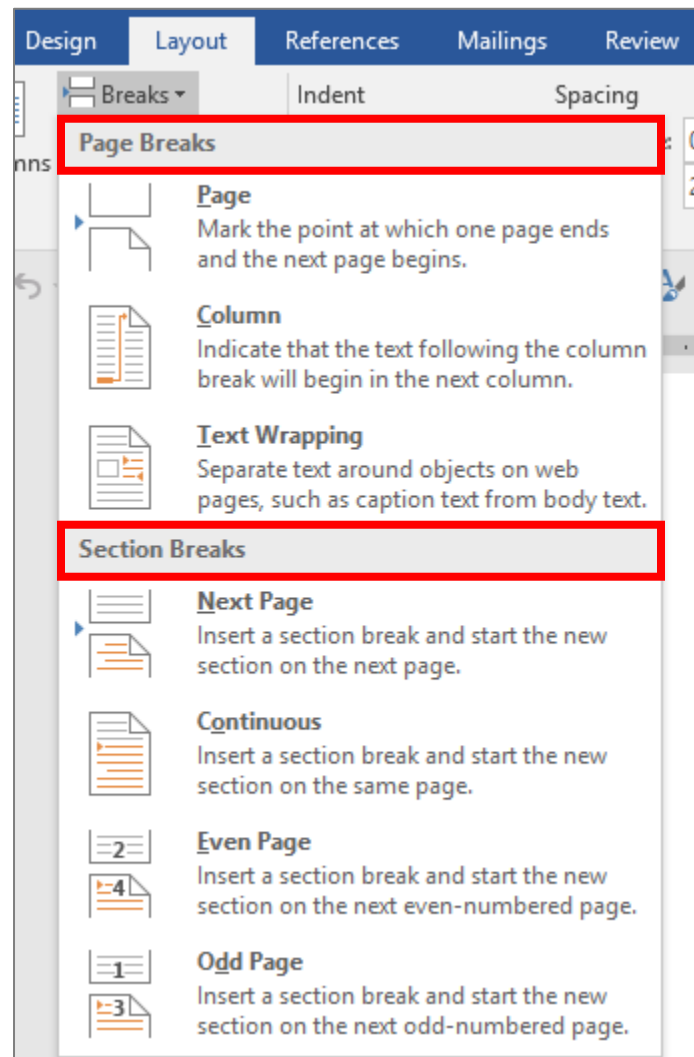 Design Layout References Mailings Review
Breaks Indent Spacing
Page Breaks
nns
Page
Mark the point at which one page ends
and the next page begins.
Column
Indicate that the text following the column
break will begin in the next column.
Text Wrapping
Separate text around objects on web
pages, such as caption text from body text.
Section Breaks
Next Page
Insert a section break and start the new
section on the next page.
Continuous
Insert a section break and start the new
section on the same page.
2
4
Even Page
Insert a section break and start the new
section on the next even-numbered page.
1
3
Odd Page
Insert a section break and start the new
section on the next odd-numbered page.